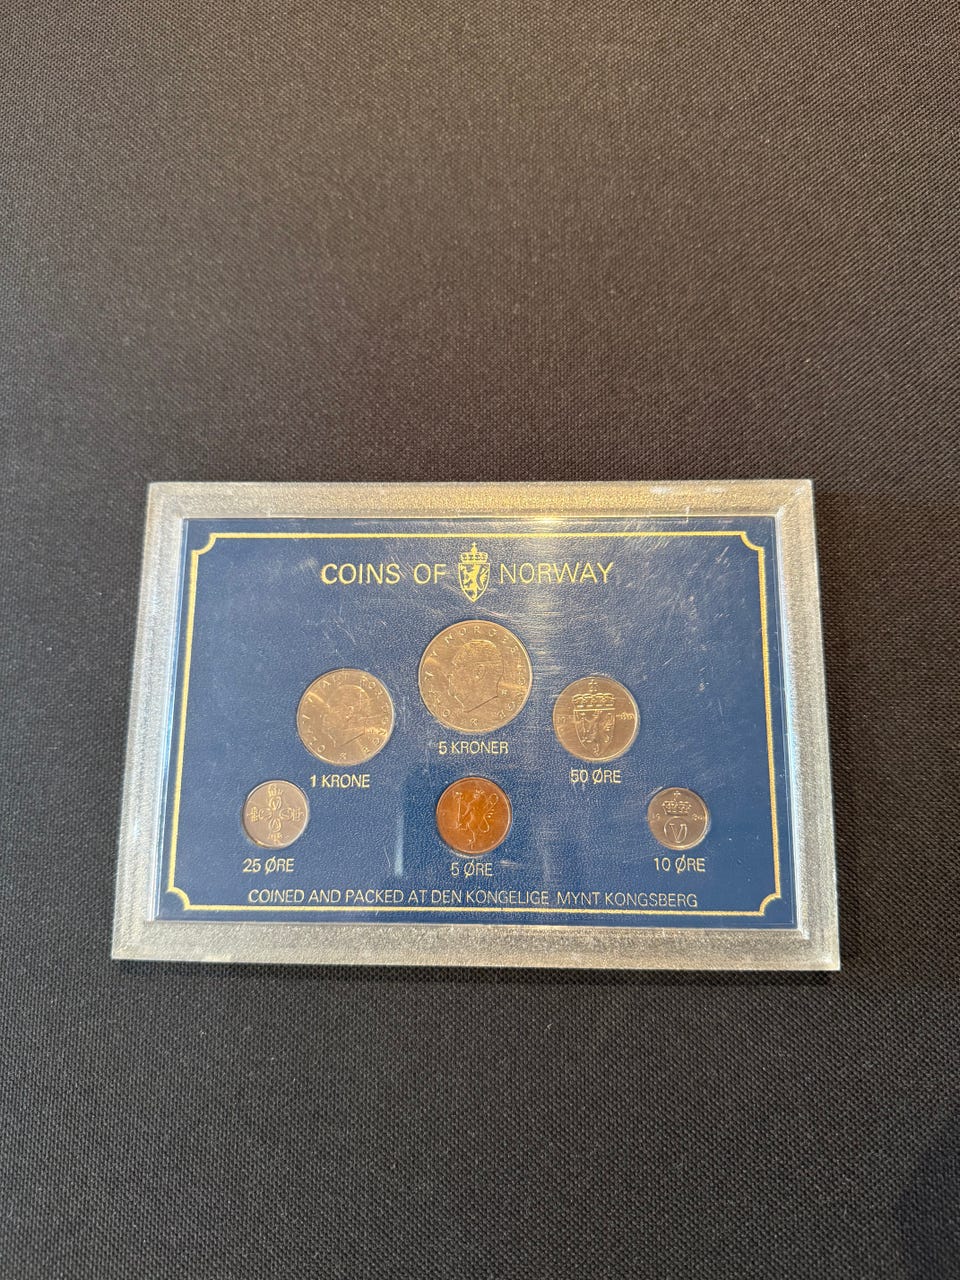 COINS OF NORWAY
5 KRONER
1 KRONE
50 ØRE
25 ØRE
5 ØRE
10 ØRE
COINED AND PACKED AT DEN KONGELIGE MYNT KONGSBERG